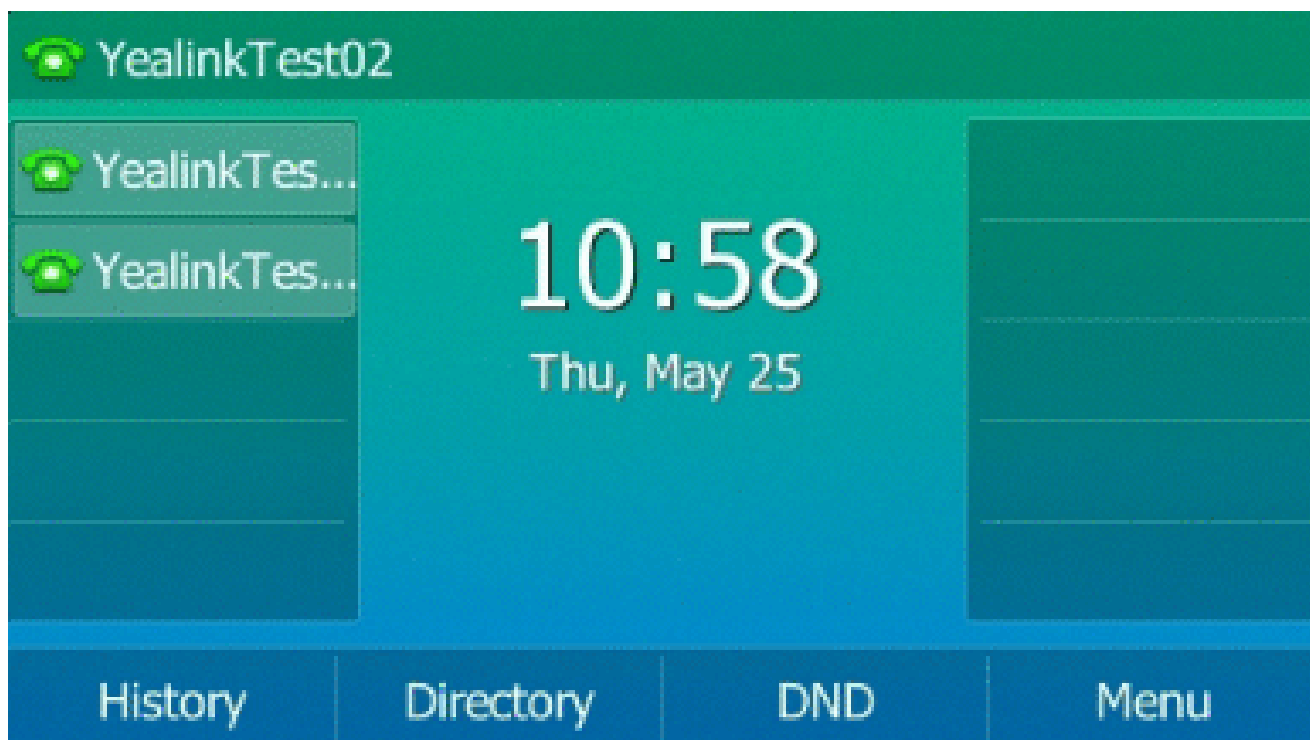 YealinkTest02
YealinkTes...
YealinkTes...
10:58
Thu, May 25
History
Directory
DND
Menu